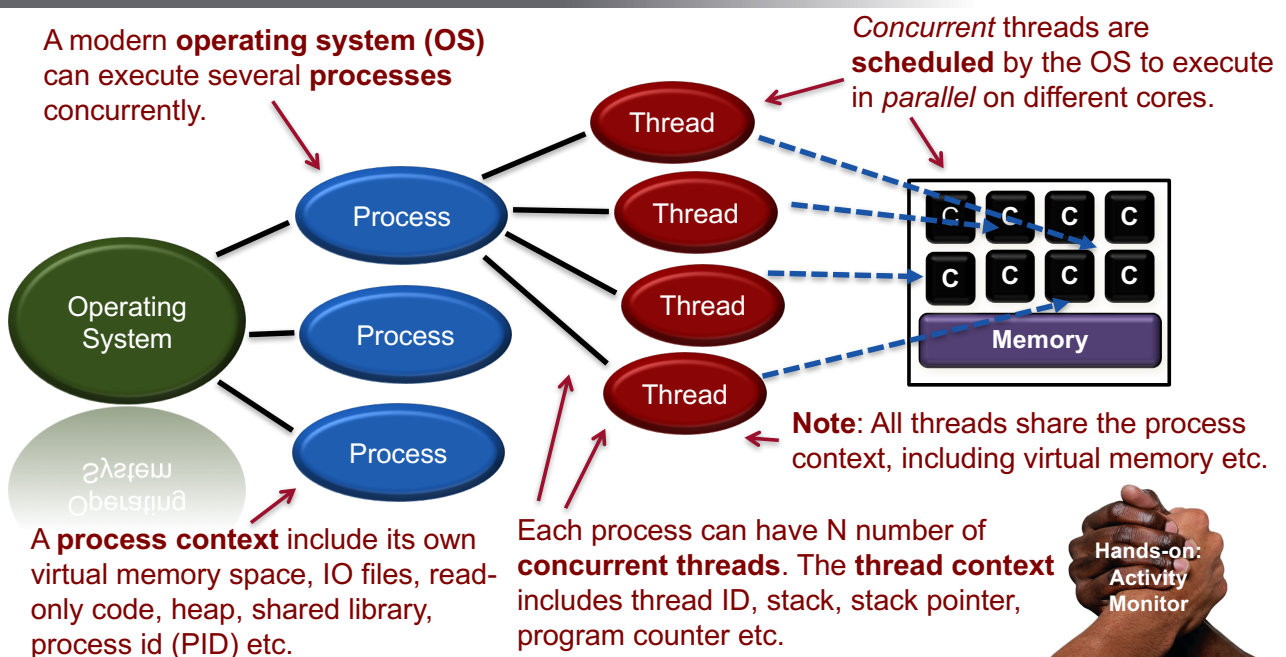 A modern operating system (OS)
can execute several processes
concurrently.
Concurrent threads are
scheduled by the OS to execute
in parallel on different cores.
Operating
System
Process
Process
Process
Thread
Thread
Thread
Thread
C C C C
C C C C
Memory
Note: All threads share the process
context, including virtual memory etc.
A process context include its own
virtual memory space, IO files, read-
only code, heap, shared library,
process id (PID) etc.
Each process can have N number of
concurrent threads. The thread context
includes thread ID, stack, stack pointer,
program counter etc.
Hands-on:
Activity
Monitor